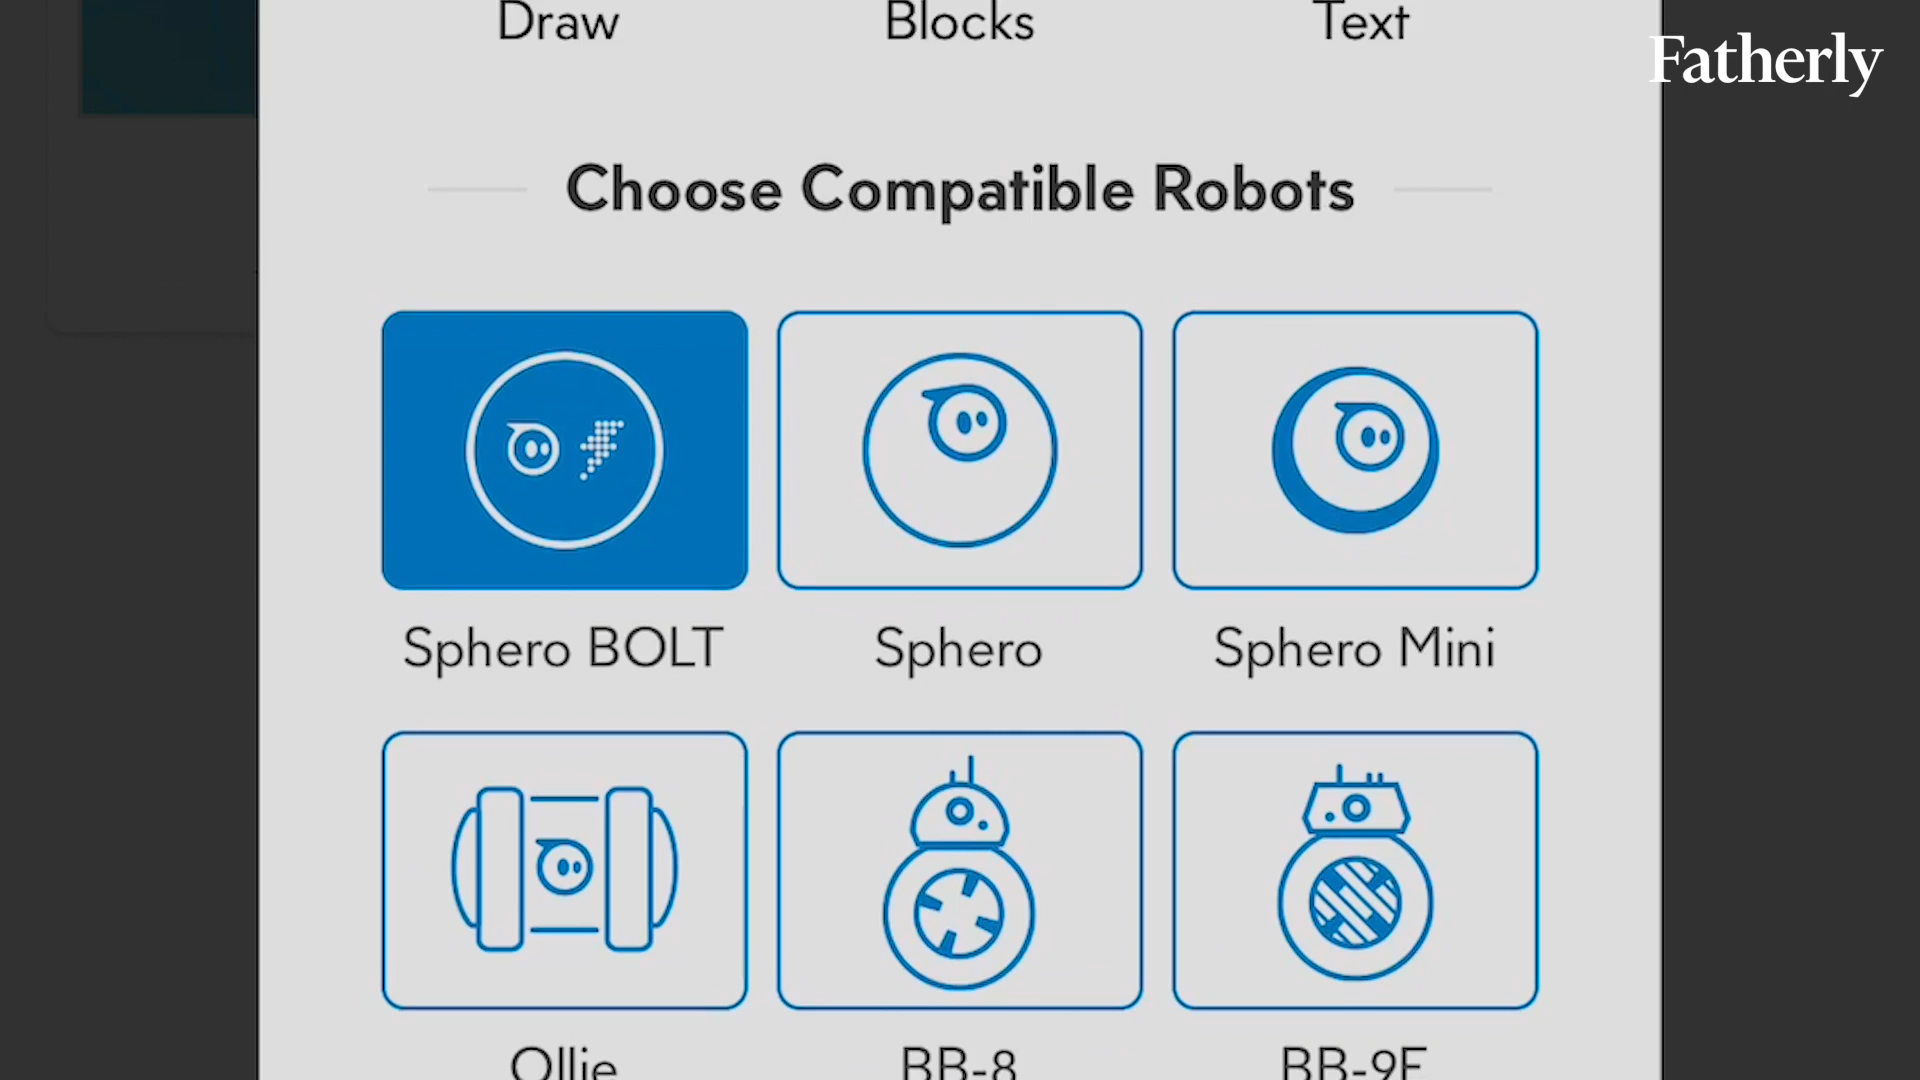 Draw Blocks Text
Fatherly
Choose Compatible Robots
Sphero BOLT Sphero Sphero Mini
Ollie BB-8 BB-9E